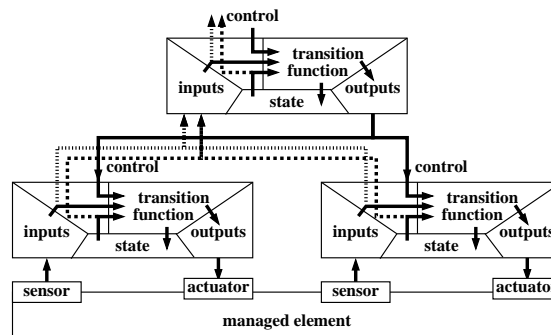 control
transition
function
inputs
outputs
state
control
control
transition
function
inputs
outputs
state
transition
function
inputs
outputs
state
sensor
actuator
sensor
actuator
managed element